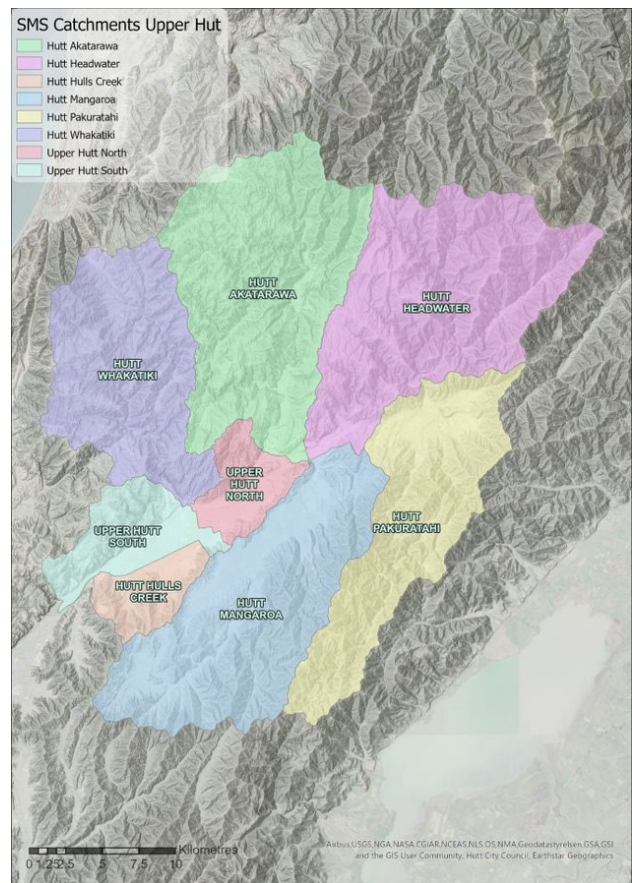 SMS Catchments Upper Hut
Hutt Akatarawa
Hutt Headwater
Hutt Hulls Creek
Hutt Mangaroa
Hutt Pakuratahi
Hutt Whakatiki
Upper Hutt North
Upper Hutt South
N
HUTT
AKATARAWA
HUTT
HEADWATER
HUTT
WHAKATIKI
UPPER
HUTT
NORTH
HUTT
PAKURATAHI
UPPER HUTT
SOUTH
HUTT HULLS
CREEK
HUTT
MANGAROA
Kilometres
0 1.252.5 5 7.5 10
Airbus,USGS,NGA,NASA,CGIAR,NCEAS,NLS,OS,NMA,Geodatastyrelsen,GSA,GSI
and the GIS User Community, Hutt City Council, Earthstar Geographics